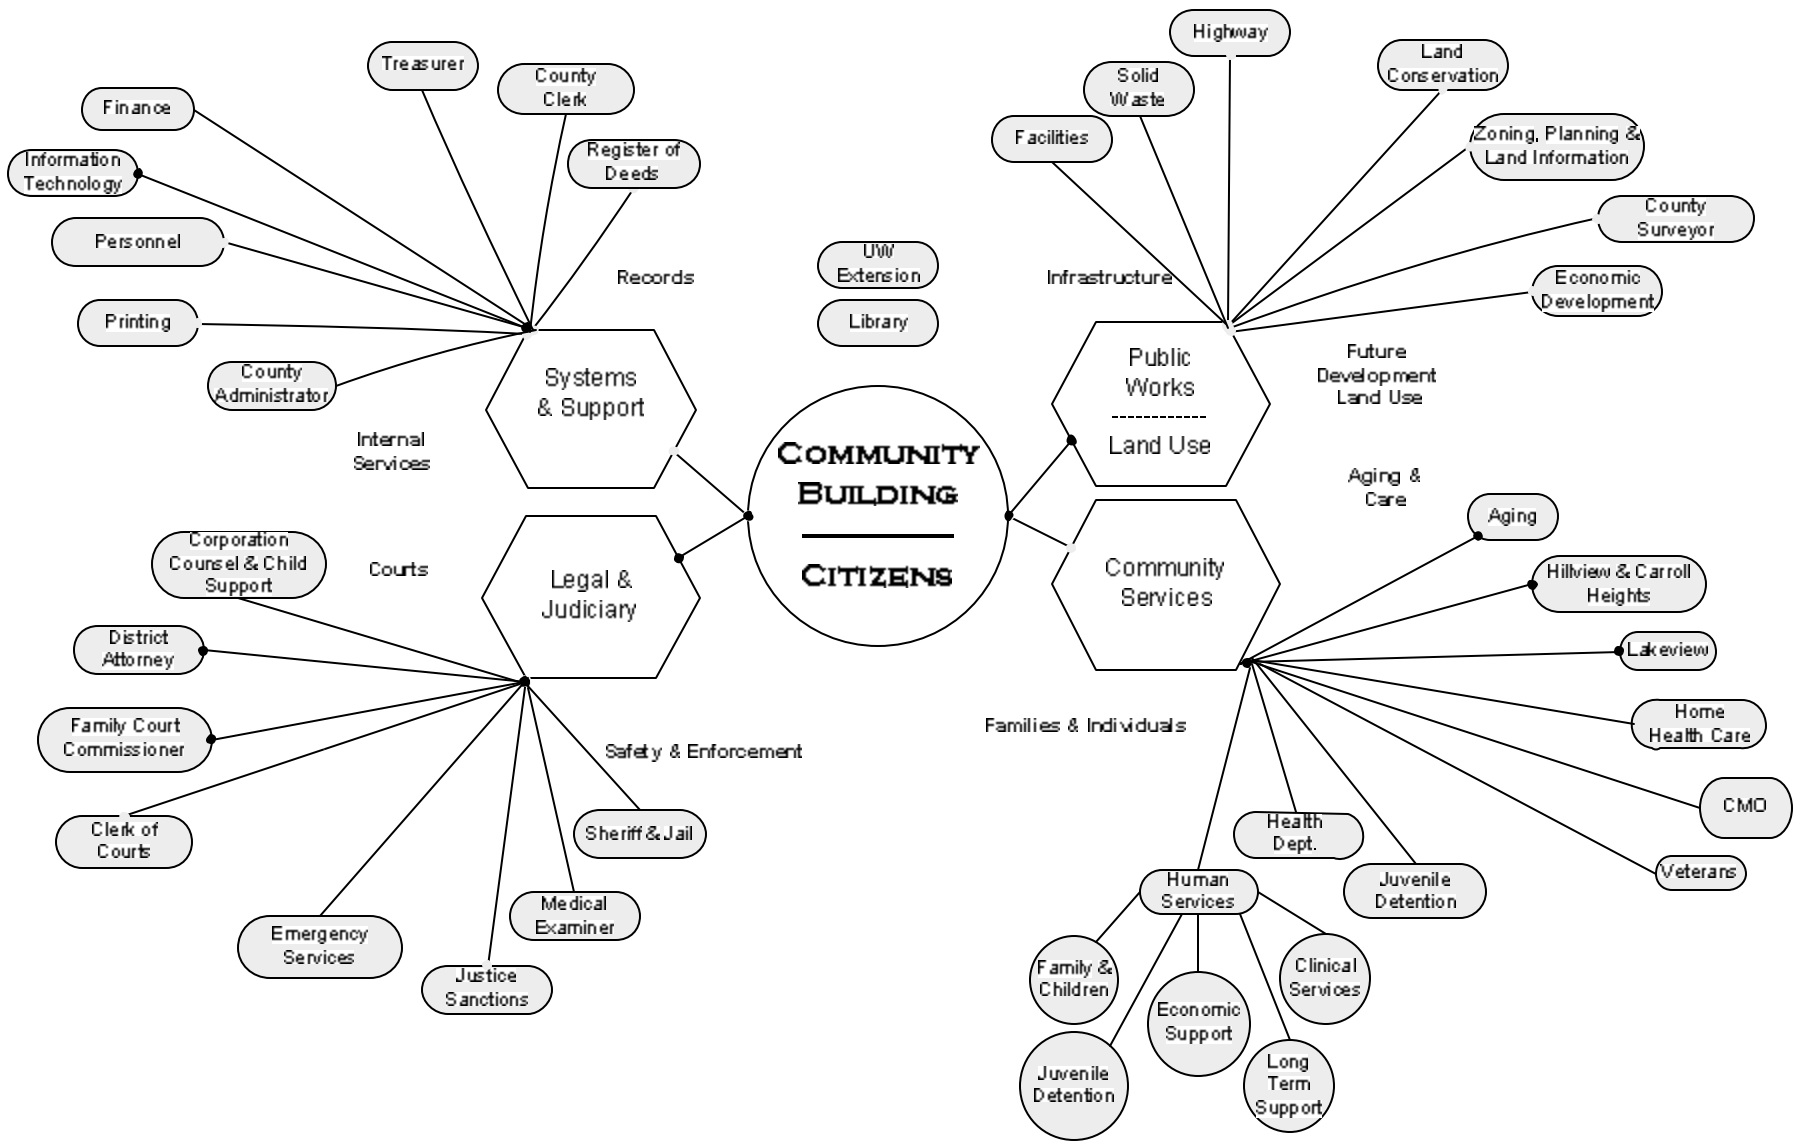 Treasurer
County
Clerk
Finance
Register of
Deeds
Information
Technology
Personnel
Records
Printing
County
Administrator
Systems
& Support
Internal
Services
UW
Extension
Library
Highway
Land
Conservation
Solid
Waste
Facilities
Zoning, Planning &
Land Information
County
Surveyor
Infrastructure
Economic
Development
Public
Works
------------
Land Use
Future
Development
Land Use
COMMUNITY
BUILDING
CITIZENS
Corporation
Counsel & Child
Support
Courts
Legal &
Judiciary
District
Attorney
Family Court
Commissioner
Safety & Enforcement
Clerk of
Courts
Sheriff & Jail
Medical
Examiner
Emergency
Services
Justice
Sanctions
Aging &
Care
Aging
Community
Services
Hillview & Carroll
Heights
Lakeview
Home
Health Care
Families & Individuals
CMO
Veterans
Health
Dept.
Juvenile
Detention
Human
Services
Family &
Children
Clinical
Services
Economic
Support
Juvenile
Detention
Long
Term
Support